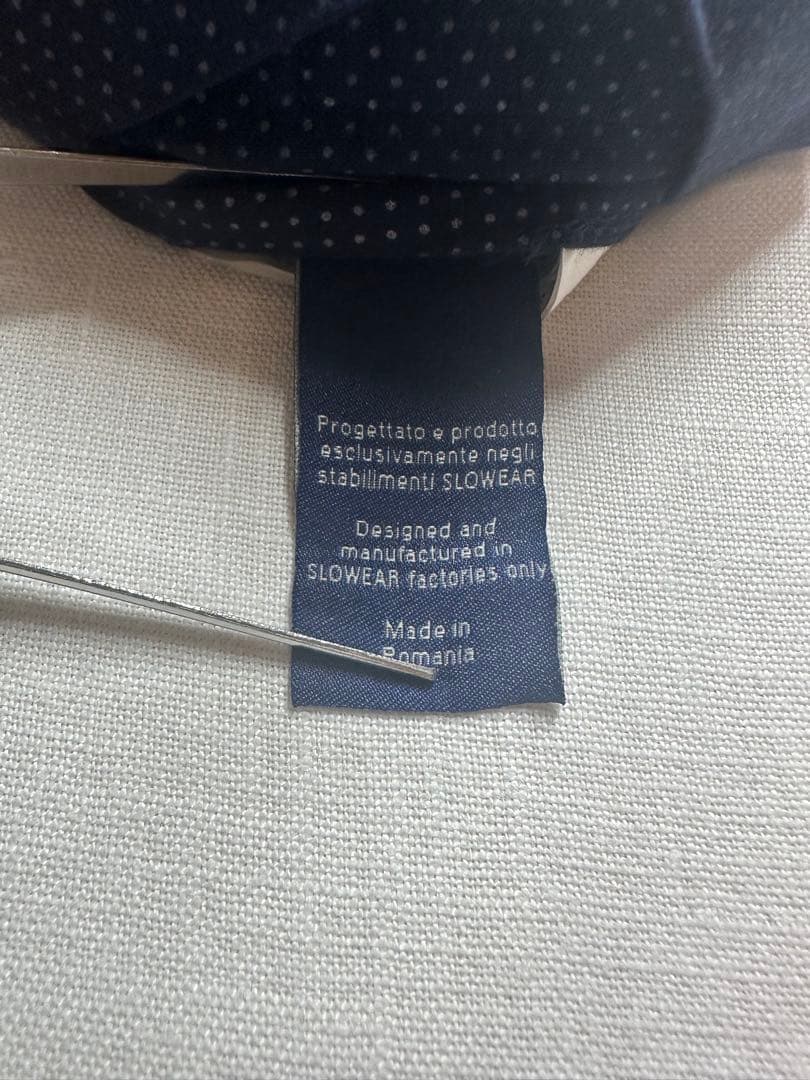 Progettato e prodotto
esclusivamente negli
stabilimenti SLOWEAR
Designed and
manufactured in
SLOWEAR factories only
Made in
Romania